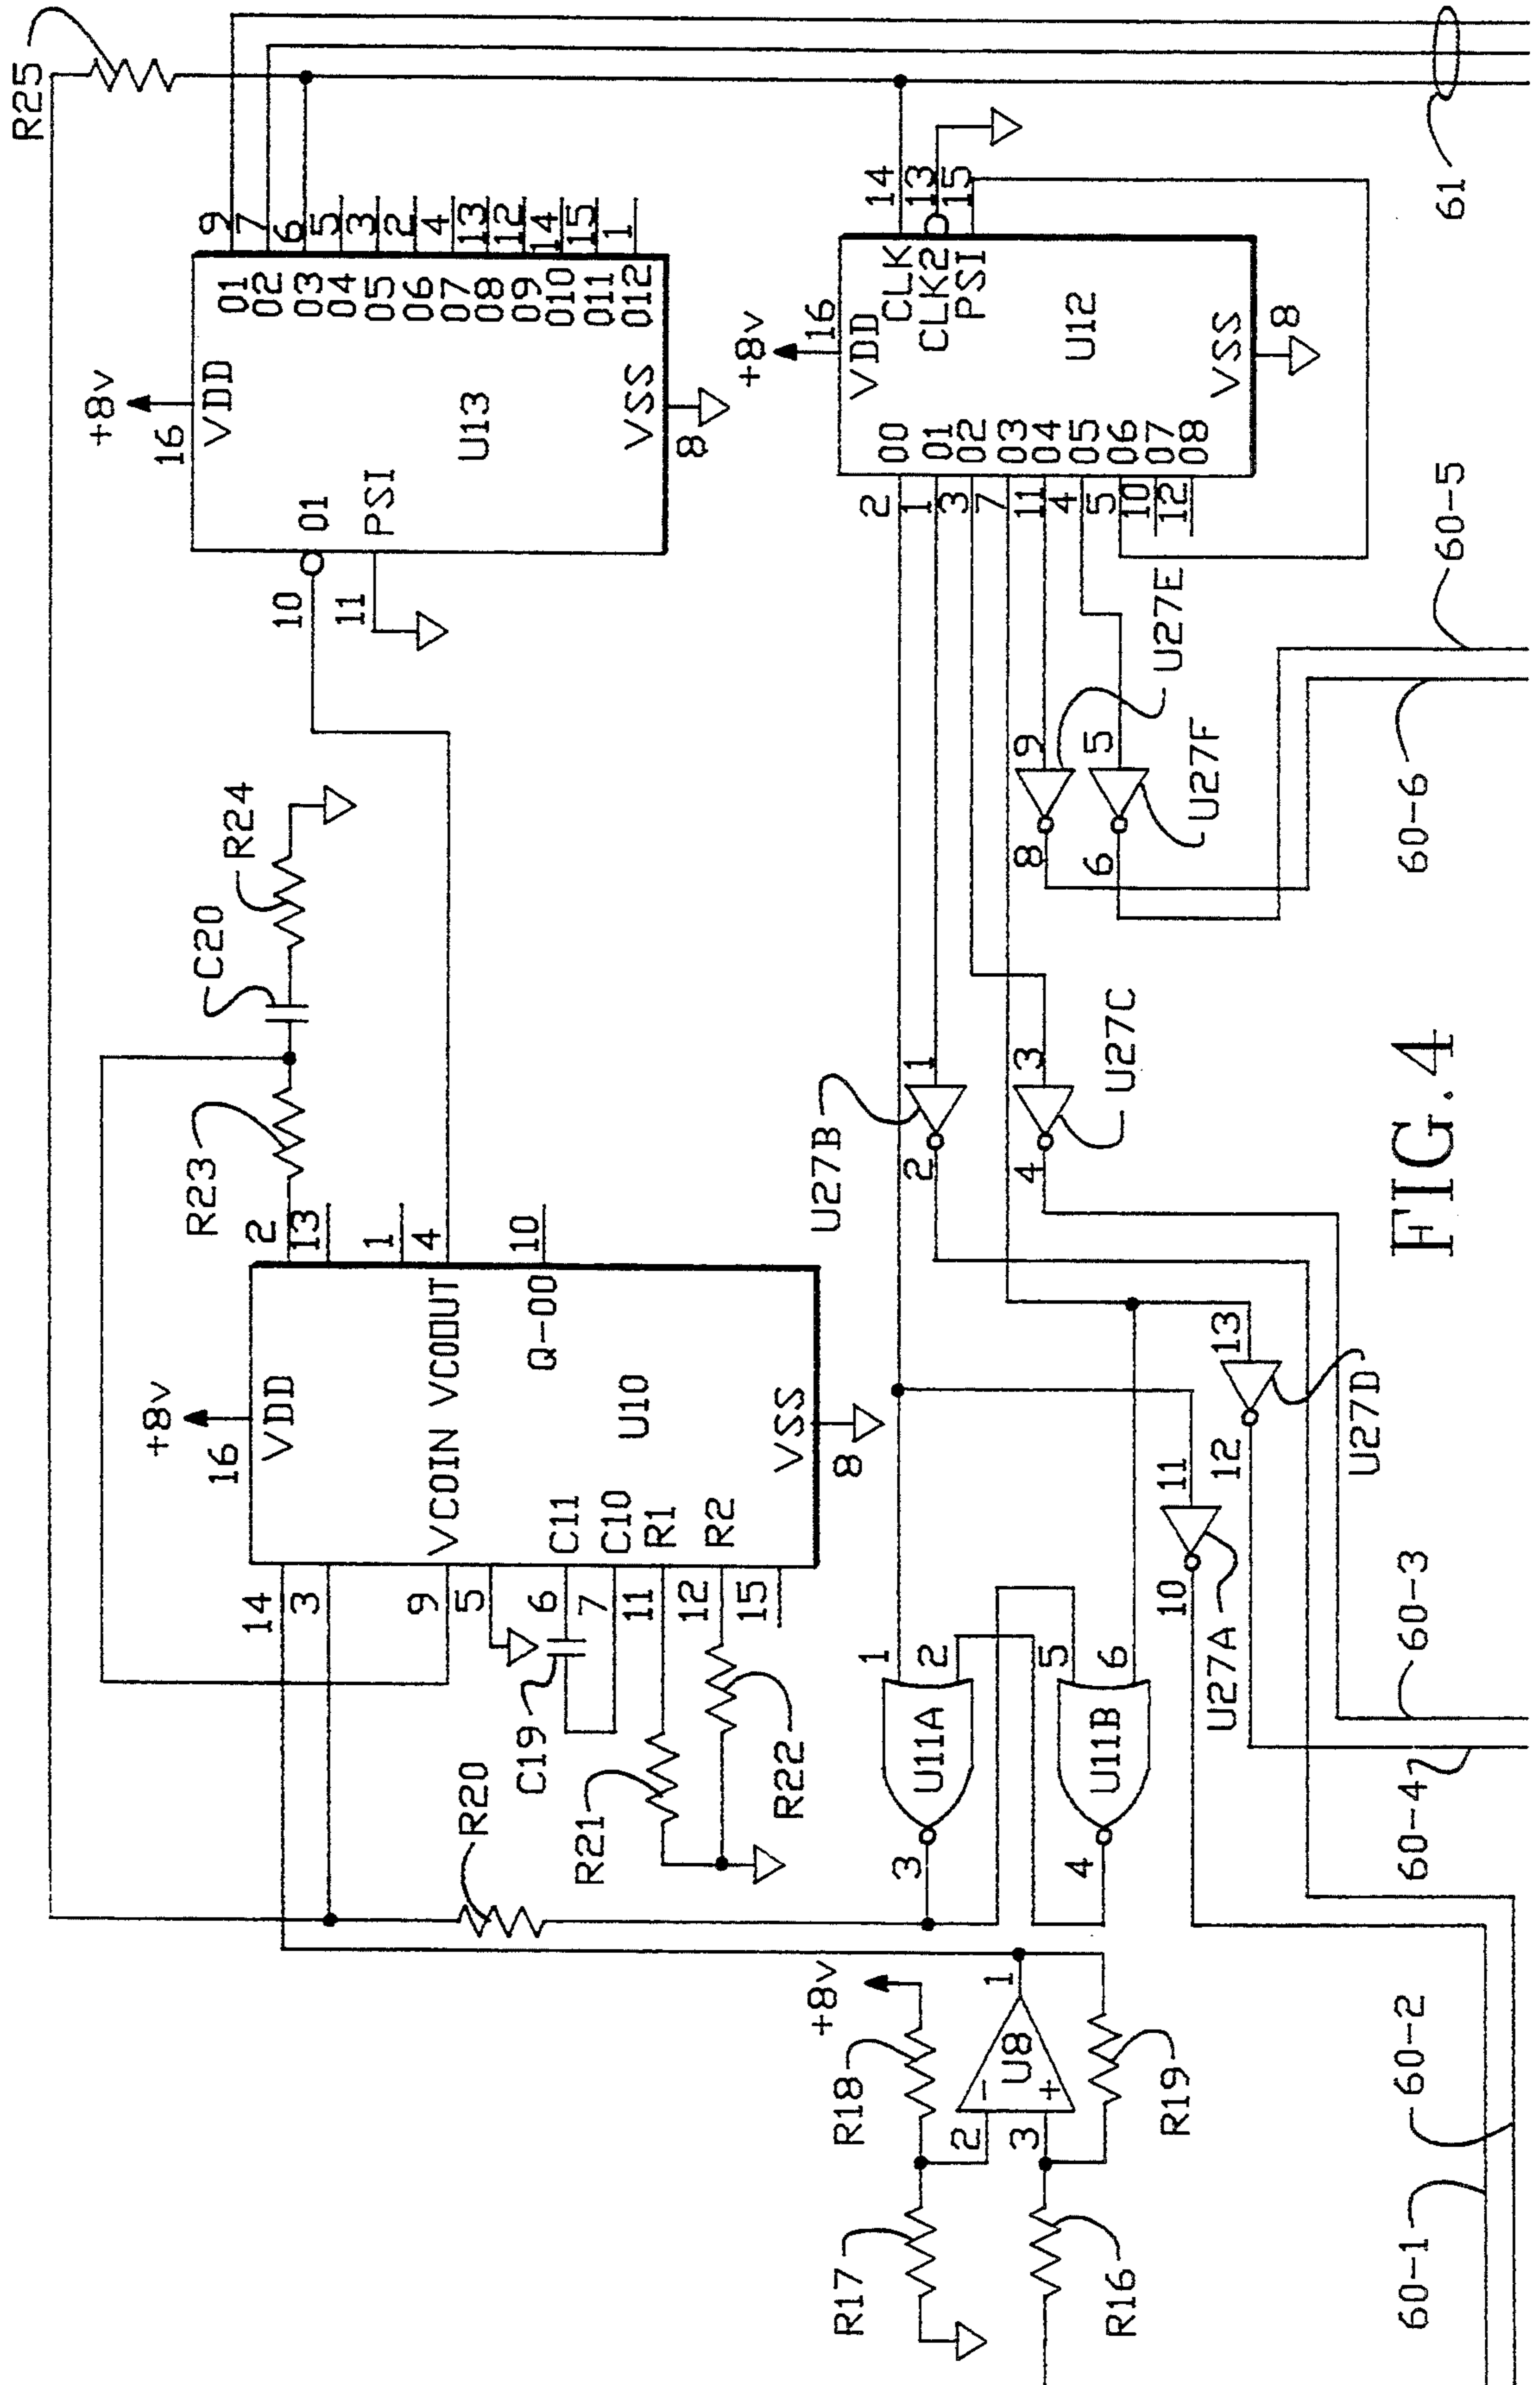 R25
+8v
16
VDD
01
10
PSI
11
U13
VSS
8
01
02
03
04
05
06
07
08
09
010
011
012
9
7
6
5
3
2
4
13
12
14
15
1
+8v
16
VDD
CLK
CLK2
PSI
14
13
15
U12
VSS
8
00
01
02
03
04
05
06
07
08
2
1
3
7
11
4
5
10
12
61
C20
R24
R23
2
13
1
4
10
+8v
16
VDD
VCOIN VCOOUT
Q-00
C11
C10
R1
R2
U10
VSS
8
14
3
9
5
6
7
11
12
15
C19
R20
R21
R22
U27E
9
8
5
6
U27F
60-5
60-6
U27B
1
2
3
4
U27C
13
12
U27D
11
10
U27A
1
2
3
U11A
5
6
4
U11B
60-3
60-4
+8v
R18
R17
2
3
1
-
+
U8
R19
R16
60-1
60-2
FIG. 4